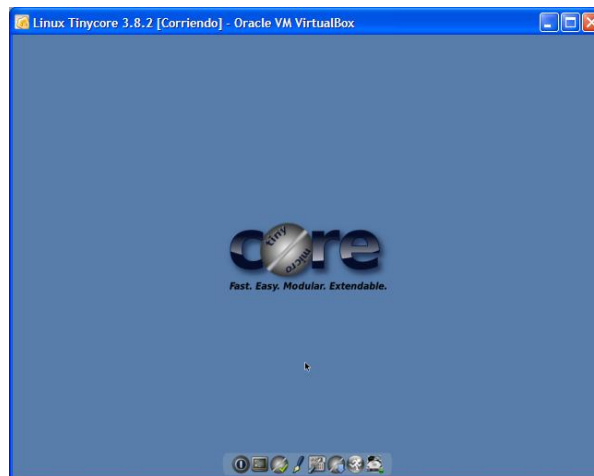 Linux Tinycore 3.8.2 [Corriendo] - Oracle VM VirtualBox
core
tiny
micro
Fast. Easy. Modular. Extendable.